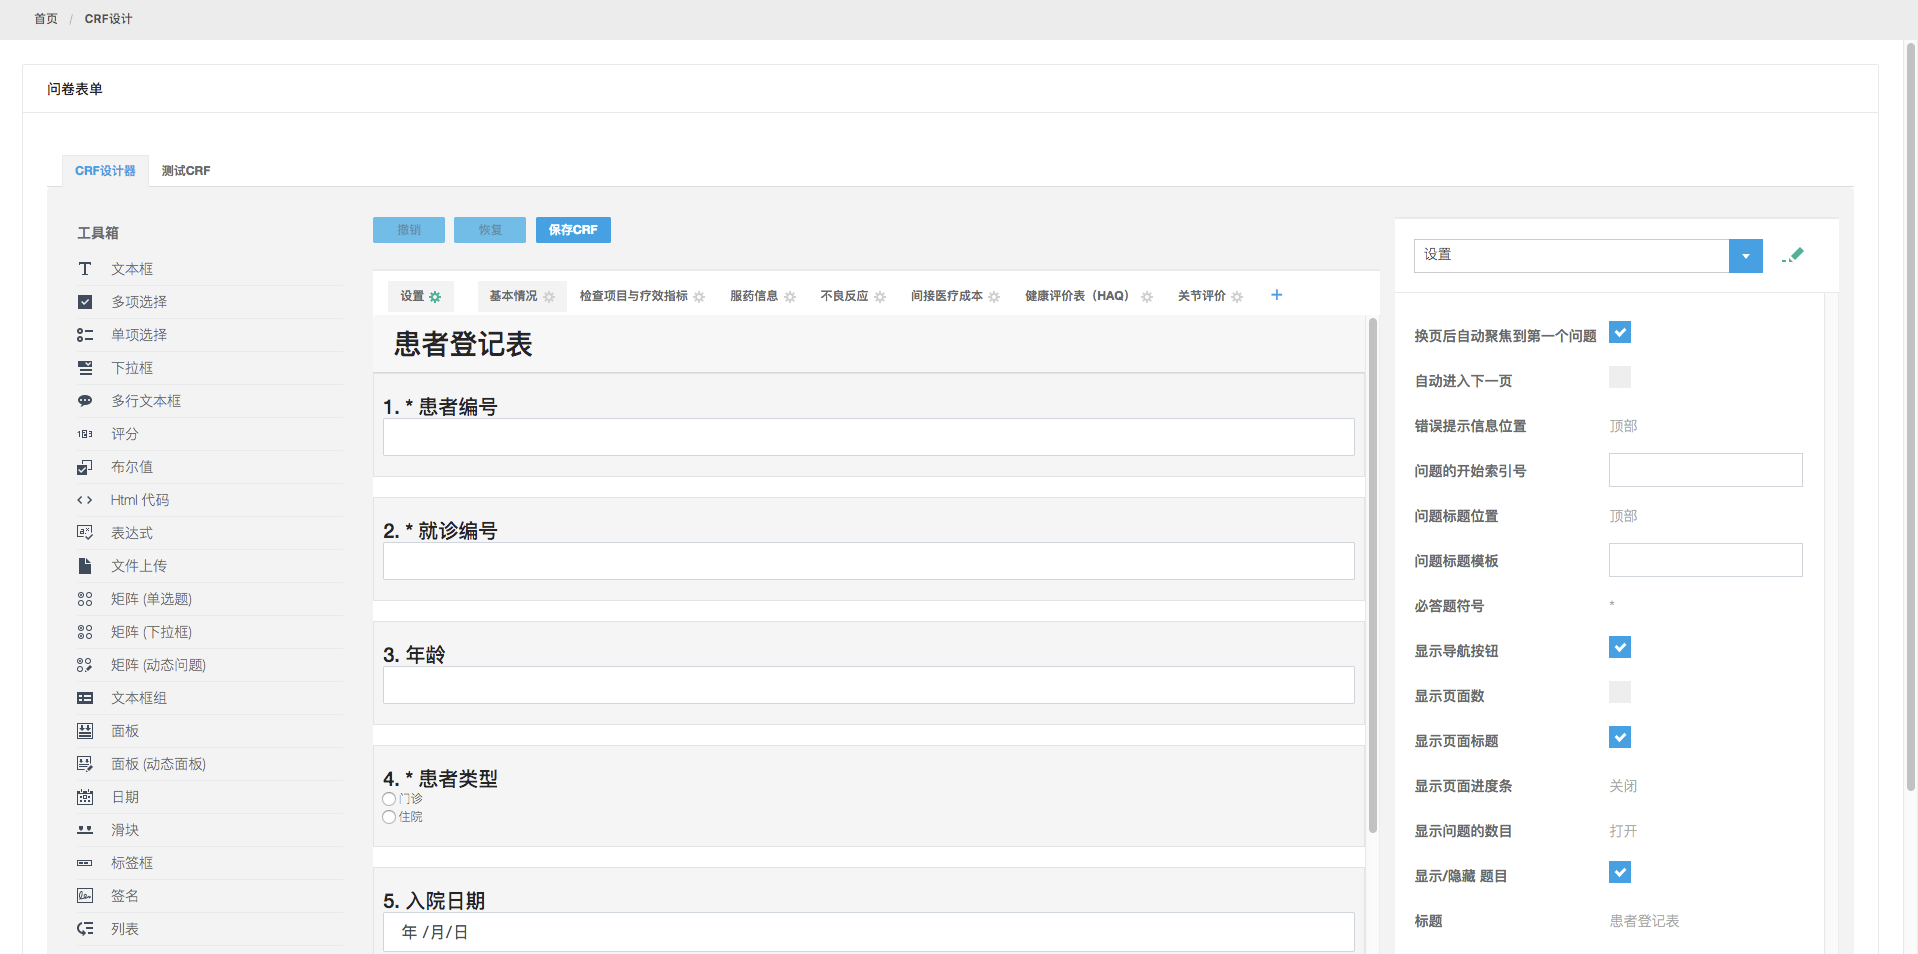 首页 / CRF设计
问卷表单
CRF设计器 测试CRF
工具箱
文本框
多项选择
单项选择
下拉框
多行文本框
评分
布尔值
Html 代码
表达式
文件上传
矩阵 (单选题)
矩阵 (下拉框)
矩阵 (动态问题)
文本框组
面板
面板 (动态面板)
日期
滑块
标签框
签名
列表
撤销 恢复 保存CRF
设置 基本情况 检查项目与疗效指标 服药信息 不良反应 间接医疗成本 健康评价表（HAQ） 关节评价 +
患者登记表
1. * 患者编号
2. * 就诊编号
3. 年龄
4. * 患者类型
门诊
住院
5. 入院日期
年 /月/日
设置
换页后自动聚焦到第一个问题
自动进入下一页
错误提示信息位置 顶部
问题的开始索引号
问题标题位置 顶部
问题标题模板
必答题符号 *
显示导航按钮
显示页面数
显示页面标题
显示页面进度条 关闭
显示问题的数目 打开
显示/隐藏 题目
标题 患者登记表